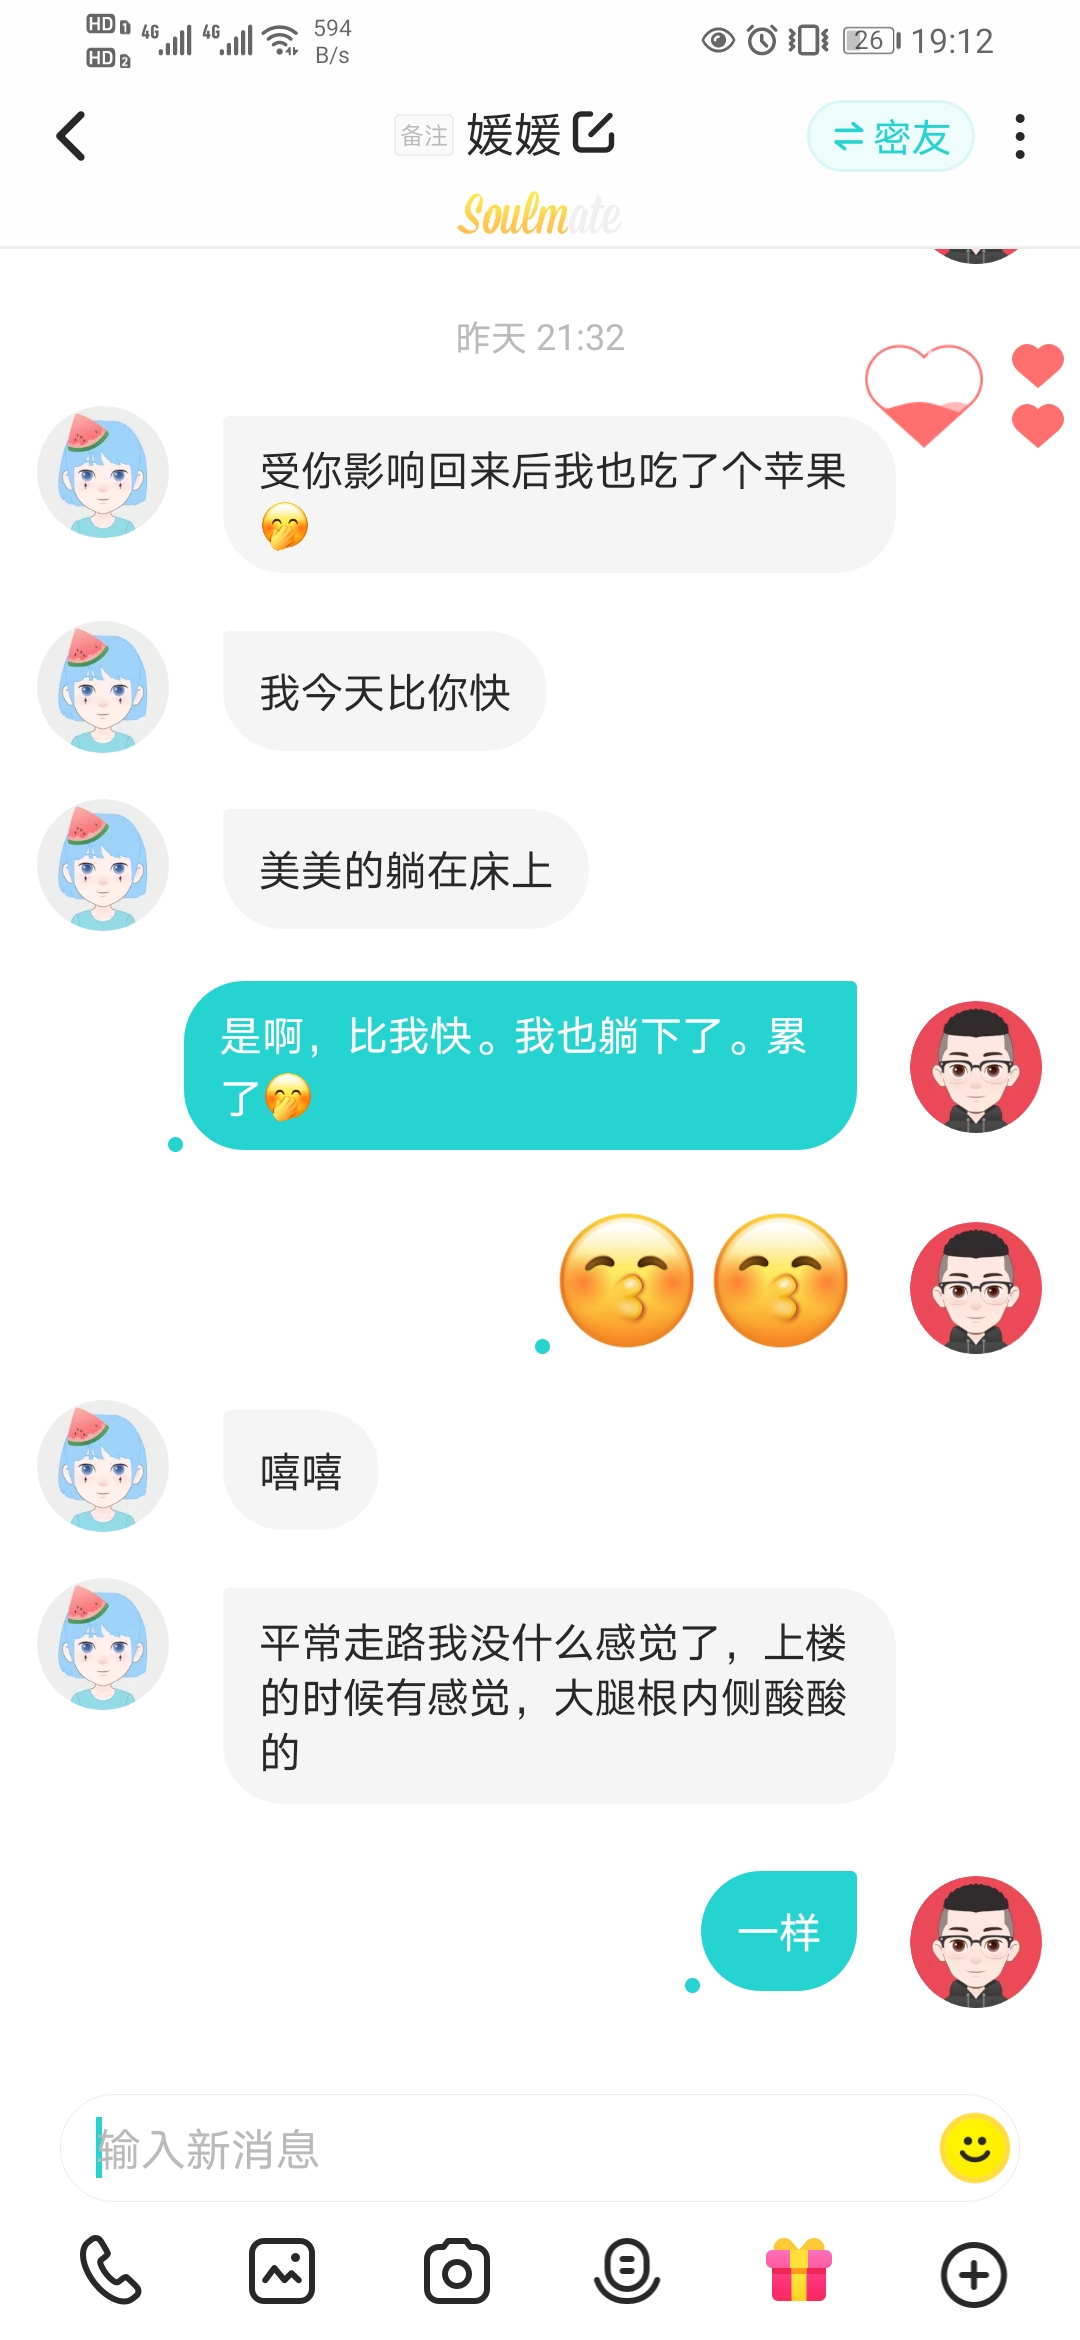 HD 1 4G 4G 594
HD 2 B/s
26 19:12
备注 媛媛 密友
Soulmate
昨天 21:32
受你影响回来后我也吃了个苹果
🤭
我今天比你快
美美的躺在床上
是啊，比我快。我也躺下了。累
了🤭
😚😚
嘻嘻
平常走路我没什么感觉了，上楼
的时候有感觉，大腿根内侧酸酸
的
一样
输入新消息